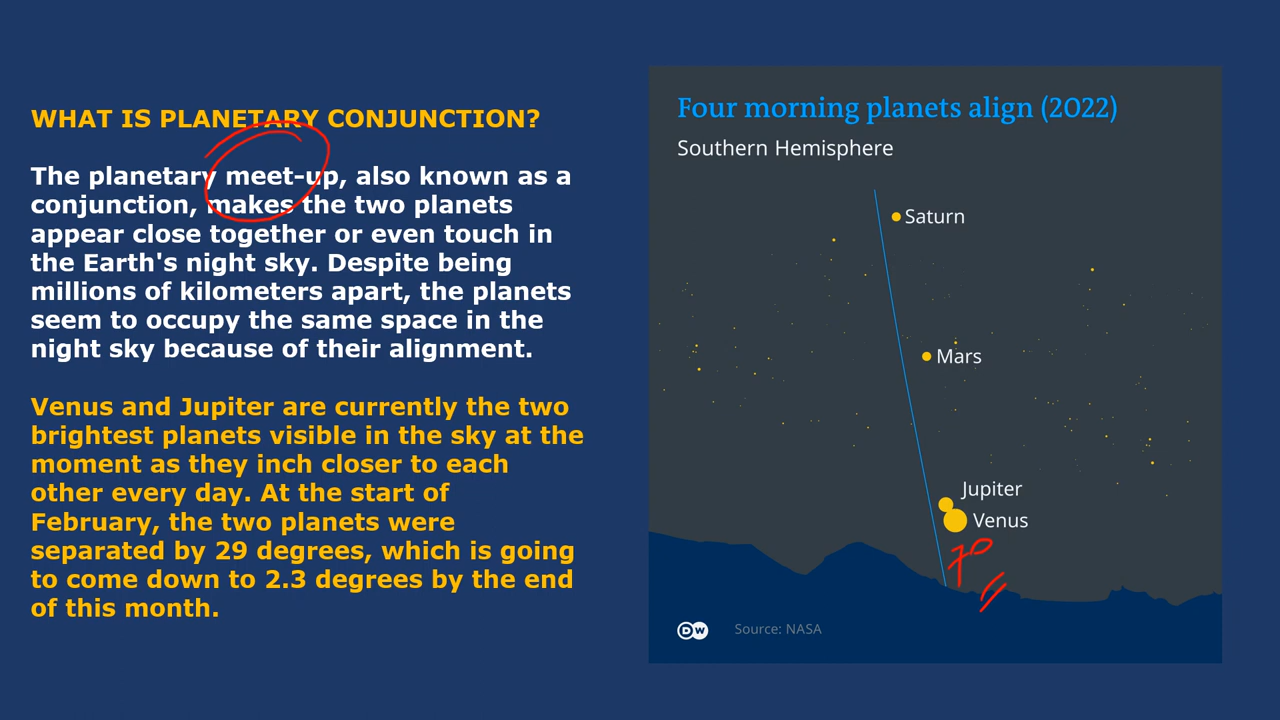 WHAT IS PLANETARY CONJUNCTION?
The planetary meet-up, also known as a
conjunction, makes the two planets
appear close together or even touch in
the Earth's night sky. Despite being
millions of kilometers apart, the planets
seem to occupy the same space in the
night sky because of their alignment.
Venus and Jupiter are currently the two
brightest planets visible in the sky at the
moment as they inch closer to each
other every day. At the start of
February, the two planets were
separated by 29 degrees, which is going
to come down to 2.3 degrees by the end
of this month.
Four morning planets align (2022)
Southern Hemisphere
Saturn
Mars
Jupiter
Venus
DW
Source: NASA